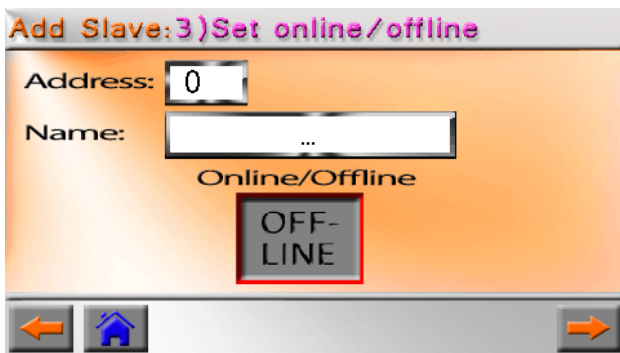 Add Slave:3)Set online/offline
Address: 0
Name: ...
Online/Offline
OFF-
LINE